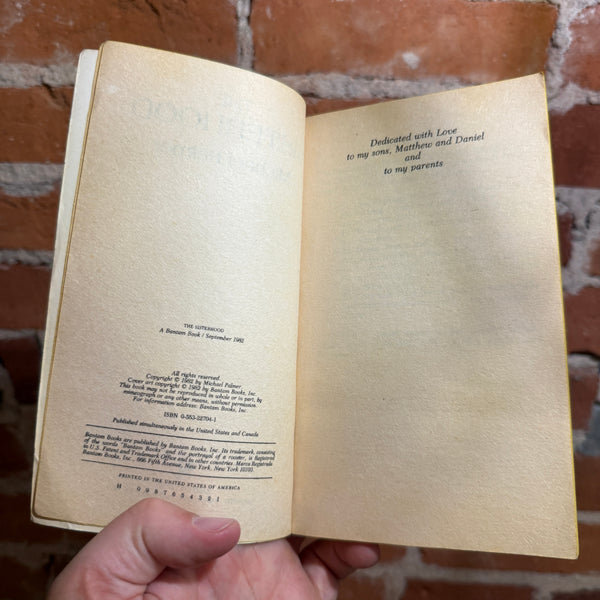 THE SISTERHOOD
A Bantam Book / September 1982
All rights reserved.
Copyright © 1982 by Michael Palmer
Cover art copyright © 1982 by Bantam Books, Inc.
This book may not be reproduced in whole or in part, by
mimeograph or any other means, without permission.
For information address: Bantam Books, Inc.
ISBN 0-553-22704-1
Published simultaneously in the United States and Canada
Bantam Books are published by Bantam Books, Inc. Its trademark, consisting
of the words "Bantam Books" and the portrayal of a rooster, is Registered
in U.S. Patent and Trademark Office and in other countries. Marca Registrada
Bantam Books, Inc., 666 Fifth Avenue, New York, New York 10103.
PRINTED IN THE UNITED STATES OF AMERICA
H 0 9 8 7 6 5 4 3 2 1
Dedicated with Love
to my sons, Matthew and Daniel
and
to my parents